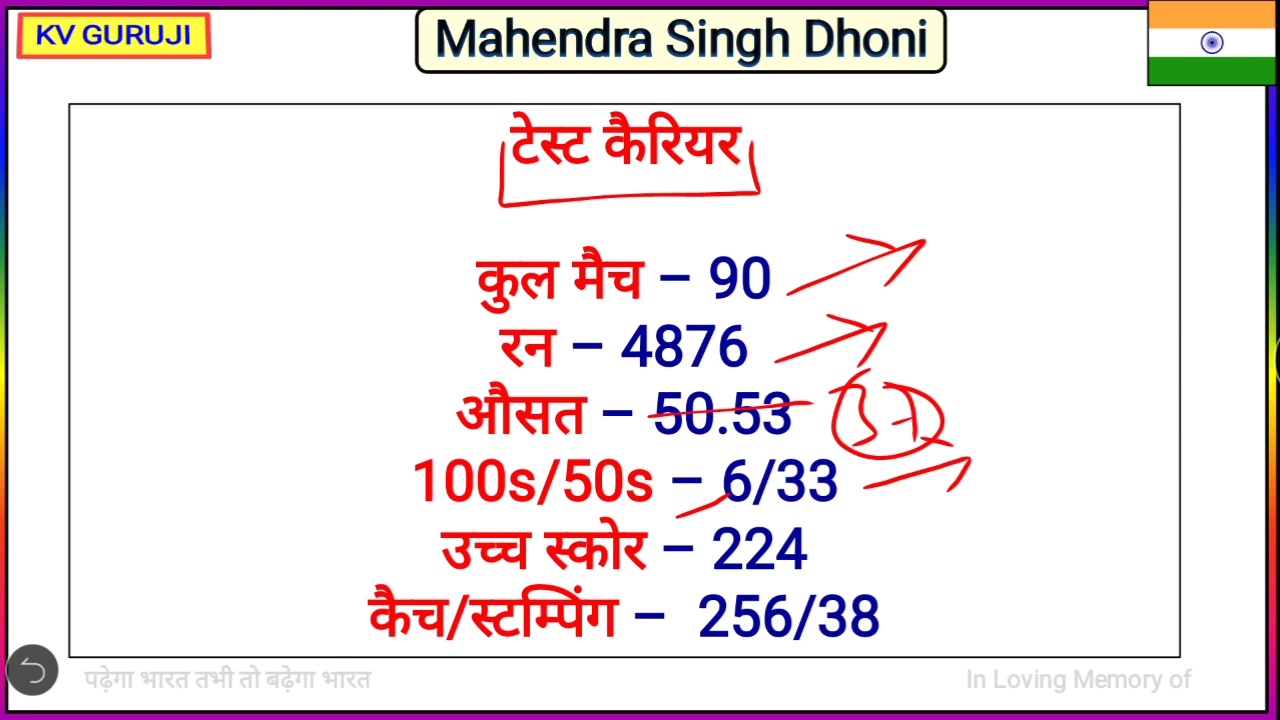 KV GURUJI
Mahendra Singh Dhoni
टेस्ट कैरियर
कुल मैच – 90
रन – 4876
औसत – 50.53 37
100s/50s – 6/33
उच्च स्कोर – 224
कैच/स्टम्पिंग – 256/38
पढ़ेगा भारत तभी तो बढ़ेगा भारत
In Loving Memory of